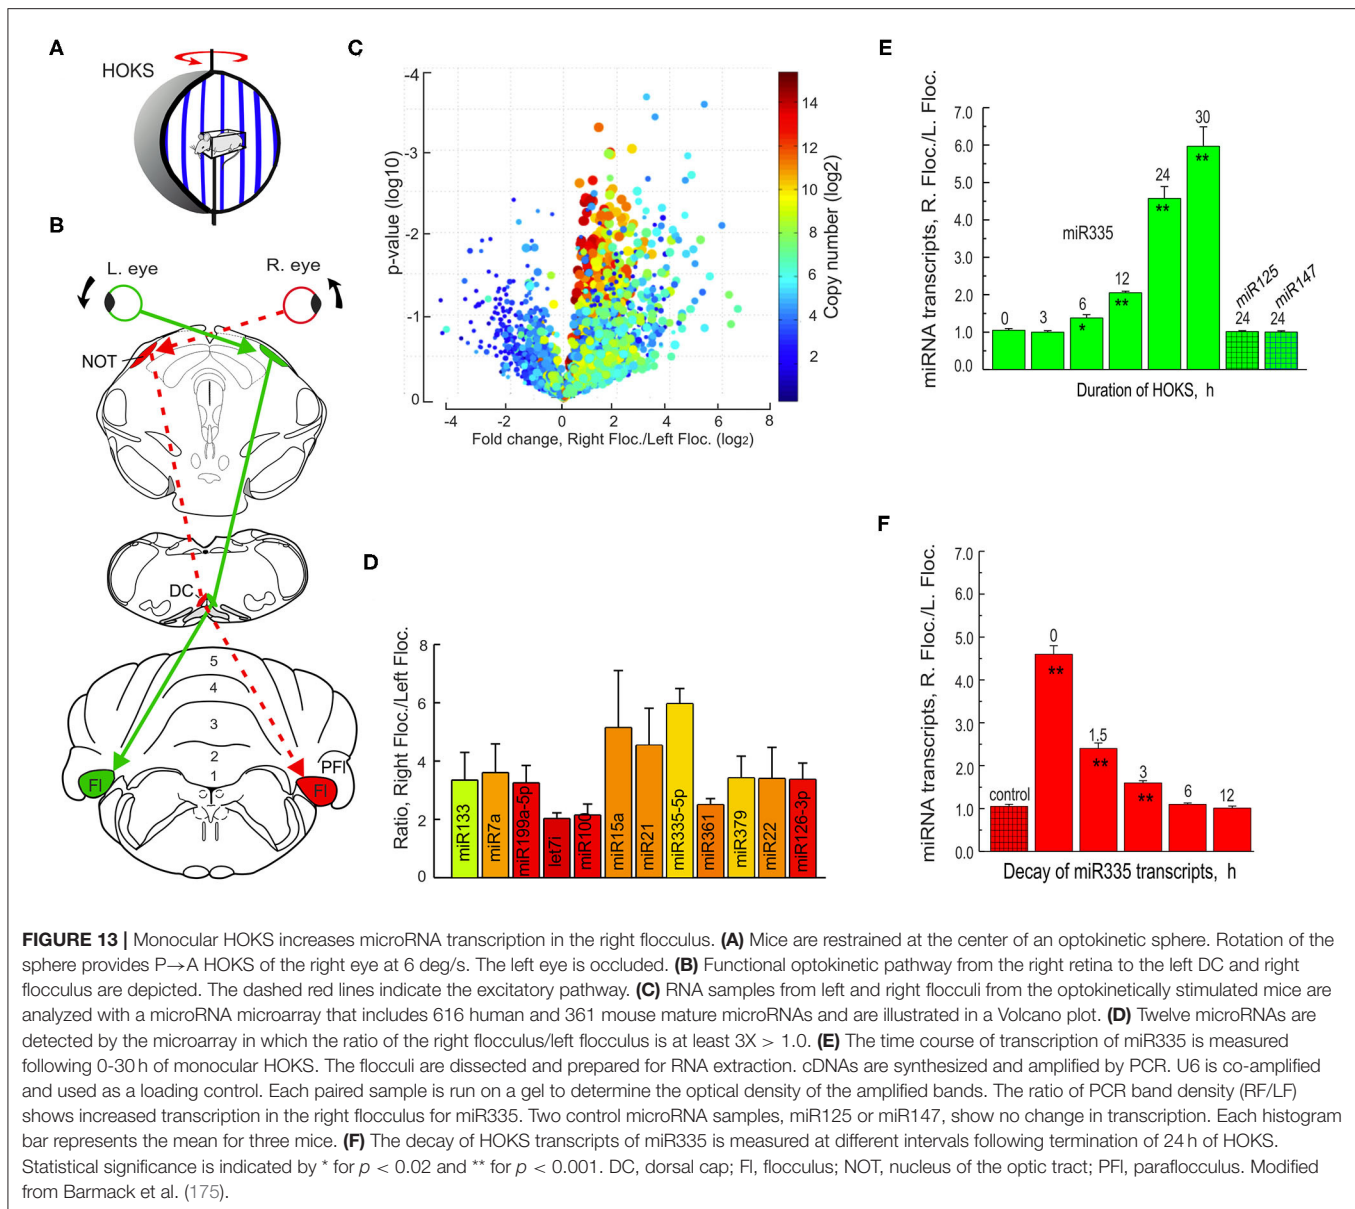 A
HOKS
B
L. eye
R. eye
NOT
DC
5
4
3
2
1
PFl
Fl
Fl
C
p-value (log10)
-4
-3
-2
-1
0
-4 -2 0 2 4 6 8
Fold change, Right Floc./Left Floc. (log2)
14
12
10
8
6
4
2
Copy number (log2)
D
Ratio, Right Floc./Left Floc.
8
6
4
2
0
miR133
miR7a
miR199a-5p
let7i
miR100
miR15a
miR21
miR335-5p
miR361
miR379
miR22
miR126-3p
E
miRNA transcripts, R. Floc./L. Floc.
7.0
6.0
5.0
4.0
3.0
2.0
1.0
0.0
miR335
0
3
6
*
12
**
24
**
30
**
miR125
24
miR147
24
Duration of HOKS, h
F
miRNA transcripts, R. Floc./L. Floc.
7.0
6.0
5.0
4.0
3.0
2.0
1.0
0.0
control
0
**
1.5
**
3
**
6
12
Decay of miR335 transcripts, h
FIGURE 13 | Monocular HOKS increases microRNA transcription in the right flocculus. (A) Mice are restrained at the center of an optokinetic sphere. Rotation of the
sphere provides P→A HOKS of the right eye at 6 deg/s. The left eye is occluded. (B) Functional optokinetic pathway from the right retina to the left DC and right
flocculus are depicted. The dashed red lines indicate the excitatory pathway. (C) RNA samples from left and right flocculi from the optokinetically stimulated mice are
analyzed with a microRNA microarray that includes 616 human and 361 mouse mature microRNAs and are illustrated in a Volcano plot. (D) Twelve microRNAs are
detected by the microarray in which the ratio of the right flocculus/left flocculus is at least 3X > 1.0. (E) The time course of transcription of miR335 is measured
following 0-30 h of monocular HOKS. The flocculi are dissected and prepared for RNA extraction. cDNAs are synthesized and amplified by PCR. U6 is co-amplified
and used as a loading control. Each paired sample is run on a gel to determine the optical density of the amplified bands. The ratio of PCR band density (RF/LF)
shows increased transcription in the right flocculus for miR335. Two control microRNA samples, miR125 or miR147, show no change in transcription. Each histogram
bar represents the mean for three mice. (F) The decay of HOKS transcripts of miR335 is measured at different intervals following termination of 24 h of HOKS.
Statistical significance is indicated by * for p < 0.02 and ** for p < 0.001. DC, dorsal cap; Fl, flocculus; NOT, nucleus of the optic tract; PFl, paraflocculus. Modified
from Barmack et al. (175).